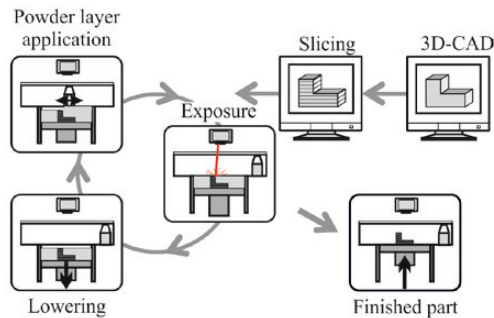 Powder layer
application
Slicing
3D-CAD
Exposure
Lowering
Finished part